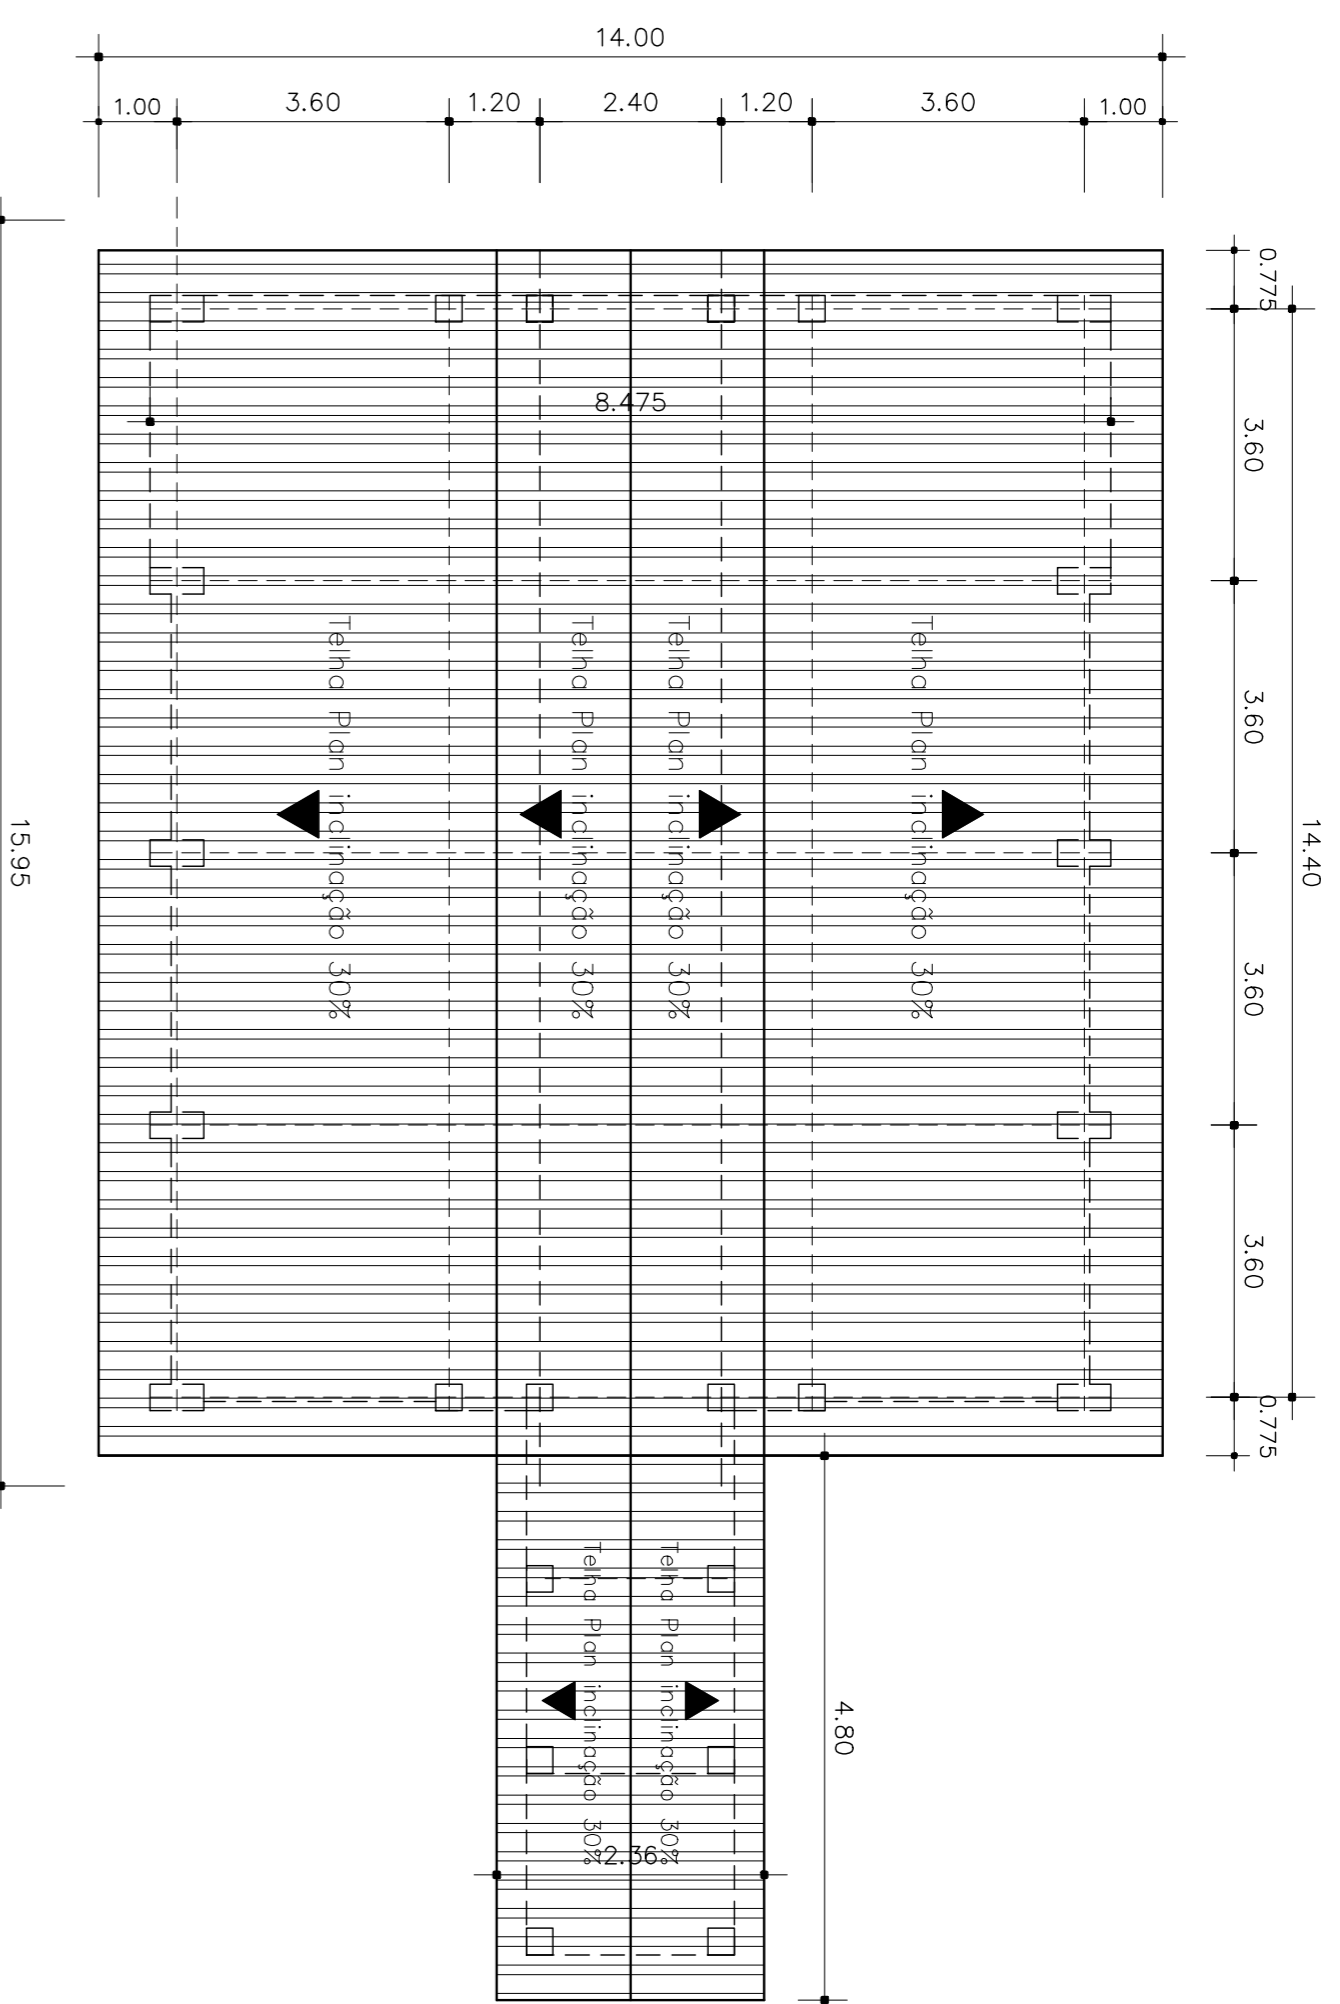 14.00
1.00 3.60 1.20 2.40 1.20 3.60 1.00
0.775
3.60
3.60
3.60
3.60
0.775
14.40
15.95
8.475
Telha Plan inclinação 30%
Telha Plan inclinação 30%
Telha Plan inclinação 30%
Telha Plan inclinação 30%
Telha Plan inclinação 30%
Telha Plan inclinação 30%
4.80
2.36